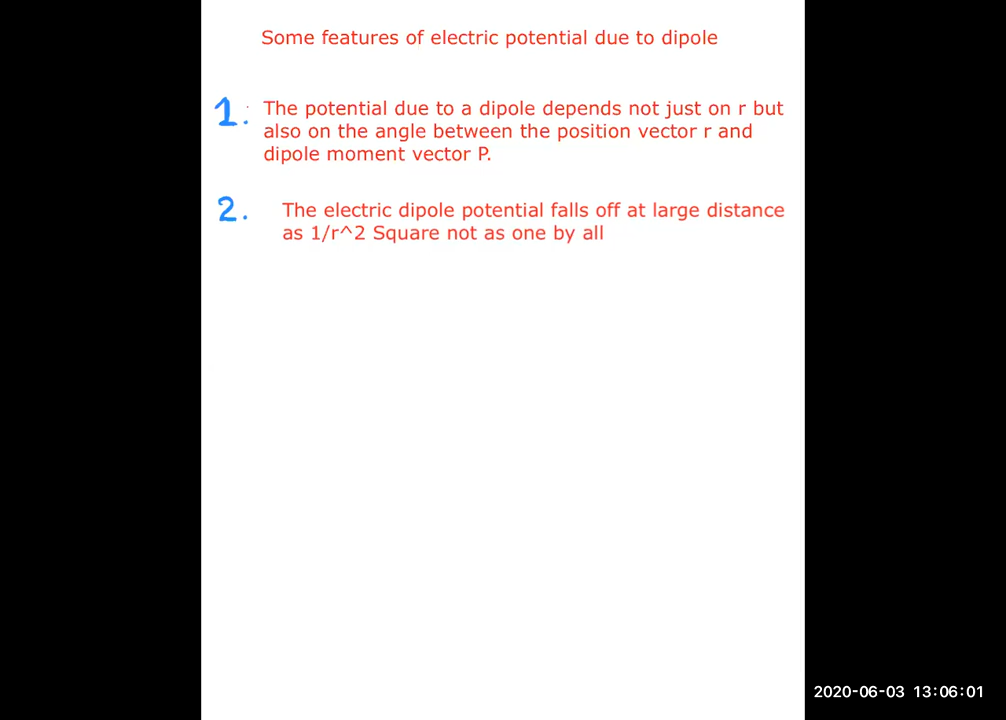 Some features of electric potential due to dipole
1. The potential due to a dipole depends not just on r but
also on the angle between the position vector r and
dipole moment vector P.
2. The electric dipole potential falls off at large distance
as 1/r^2 Square not as one by all
2020-06-03 13:06:01